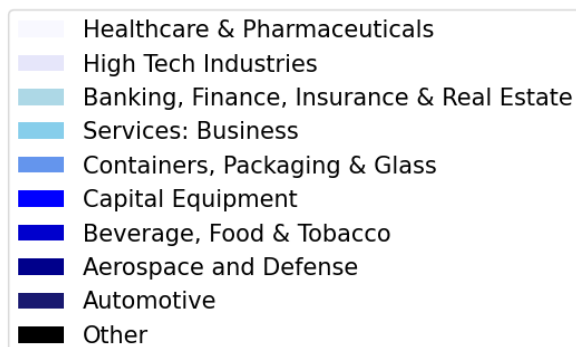 Healthcare & Pharmaceuticals
High Tech Industries
Banking, Finance, Insurance & Real Estate
Services: Business
Containers, Packaging & Glass
Capital Equipment
Beverage, Food & Tobacco
Aerospace and Defense
Automotive
Other